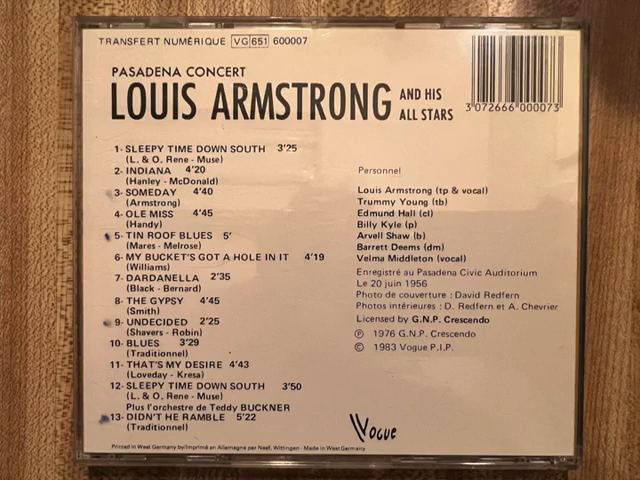 TRANSFERT NUMÉRIQUE VG 651 600007
PASADENA CONCERT
LOUIS ARMSTRONG AND HIS ALL STARS
3 072666 000073
1- SLEEPY TIME DOWN SOUTH 3'25
(L. & O. Rene - Muse)
2- INDIANA 4'20
(Hanley - McDonald)
3- SOMEDAY 4'40
(Armstrong)
4- OLE MISS 4'45
(Handy)
5- TIN ROOF BLUES 5'
(Mares - Melrose)
6- MY BUCKET'S GOT A HOLE IN IT 4'19
(Williams)
7- DARDANELLA 2'35
(Black - Bernard)
8- THE GYPSY 4'45
(Smith)
9- UNDECIDED 2'25
(Shavers - Robin)
10- BLUES 3'29
(Traditionnel)
11- THAT'S MY DESIRE 4'43
(Loveday - Kresa)
12- SLEEPY TIME DOWN SOUTH 3'50
(L. & O. Rene - Muse)
Plus l'orchestre de Teddy BUCKNER
13- DIDN'T HE RAMBLE 5'22
(Traditionnel)
Personnel
Louis Armstrong (tp & vocal)
Trummy Young (tb)
Edmund Hall (cl)
Billy Kyle (p)
Arvell Shaw (b)
Barrett Deems (dm)
Velma Middleton (vocal)
Enregistré au Pasadena Civic Auditorium
Le 20 juin 1956
Photo de couverture : David Redfern
Photos intérieures : D. Redfern et A. Chevrier
Licensed by G.N.P. Crescendo
℗ 1976 G.N.P. Crescendo
© 1983 Vogue P.I.P.
Vogue
Printed in West Germany by/Imprimé en Allemagne par Neef, Wittingen - Made in West Germany